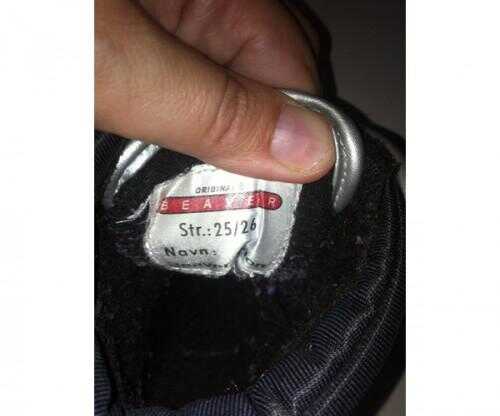 ORIGINAL
BEAVER
Str.: 25/26
Navn: